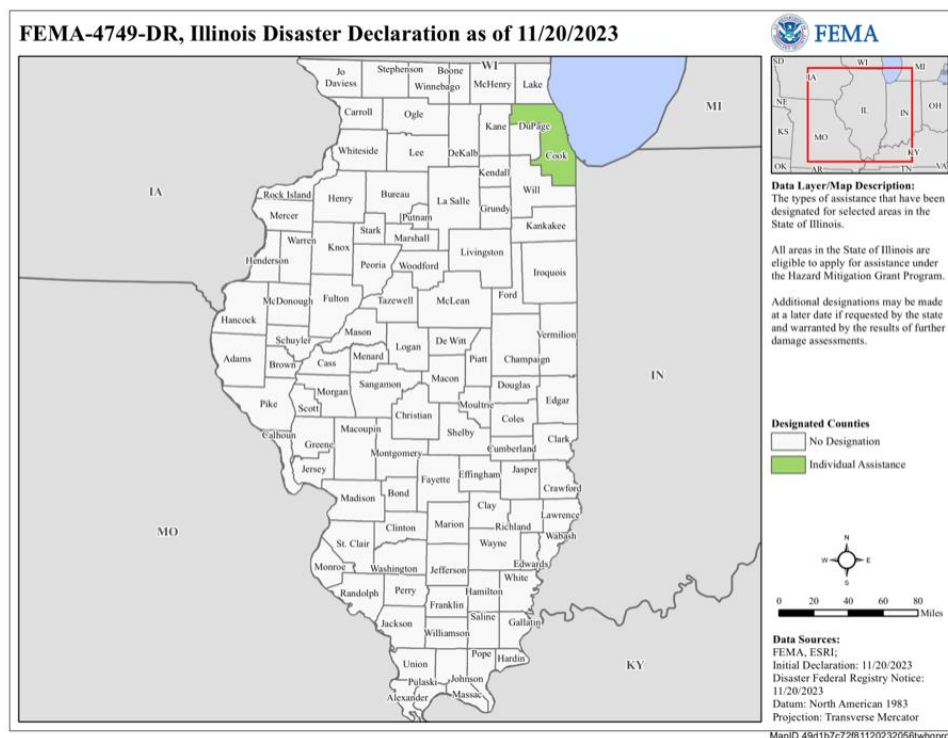 FEMA-4749-DR, Illinois Disaster Declaration as of 11/20/2023
FEMA
WI
Jo
Daviess
Stephenson
Boone
Winnebago
McHenry
Lake
MI
Carroll
Ogle
Kane
DuPage
Cook
Whiteside
Lee
DeKalb
Kendall
Will
IA
Rock Island
Henry
Bureau
La Salle
Grundy
Mercer
Putnam
Kankakee
Stark
Marshall
Warren
Knox
Livingston
Henderson
Peoria
Woodford
Iroquois
Ford
McDonough
Fulton
Tazewell
McLean
Hancock
Mason
Vermilion
Schuyler
Logan
De Witt
Adams
Brown
Cass
Menard
Piatt
Champaign
Macon
Sangamon
Douglas
IN
Pike
Scott
Morgan
Moultrie
Edgar
Christian
Coles
Calhoun
Greene
Macoupin
Shelby
Clark
Montgomery
Cumberland
Jersey
Fayette
Effingham
Jasper
Crawford
Madison
Bond
Clay
Lawrence
MO
Clinton
Marion
Richland
St. Clair
Wayne
Wabash
Monroe
Washington
Jefferson
Edwards
White
Randolph
Perry
Hamilton
Franklin
Jackson
Saline
Gallatin
Williamson
Pope
Hardin
Union
KY
Johnson
Pulaski
Alexander
Massac
SD
WI
MI
IA
NE
IL
IN
OH
KS
MO
KY
OK
AR
TN
VA
Data Layer/Map Description:
The types of assistance that have been
designated for selected areas in the
State of Illinois.
All areas in the State of Illinois are
eligible to apply for assistance under
the Hazard Mitigation Grant Program.
Additional designations may be made
at a later date if requested by the state
and warranted by the results of further
damage assessments.
Designated Counties
No Designation
Individual Assistance
N
W E
S
0 20 40 60 80
Miles
Data Sources:
FEMA, ESRI;
Initial Declaration: 11/20/2023
Disaster Federal Registry Notice:
11/20/2023
Datum: North American 1983
Projection: Transverse Mercator